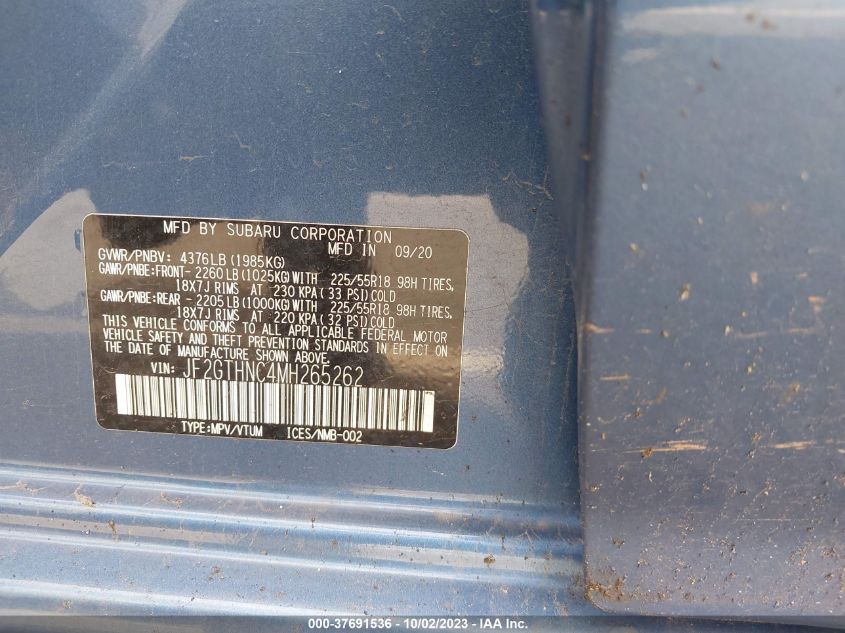 MFD BY SUBARU CORPORATION
MFD IN 09/20
GVWR/PNBV: 4376LB(1985KG)
GAWR/PNBE:FRONT- 2260LB(1025KG)WITH 225/55R18 98H TIRES,
18X7J RIMS AT 230 KPA(33 PSI)COLD
GAWR/PNBE:REAR - 2205LB(1000KG)WITH 225/55R18 98H TIRES,
18X7J RIMS AT 220 KPA(32 PSI)COLD
THIS VEHICLE CONFORMS TO ALL APPLICABLE FEDERAL MOTOR
VEHICLE SAFETY AND THEFT PREVENTION STANDARDS IN EFFECT ON
THE DATE OF MANUFACTURE SHOWN ABOVE.
VIN: JF2GTHNC4MH265262
TYPE:MPV/VTUM ICES/NMB-002
000-37691536 - 10/02/2023 - IAA Inc.